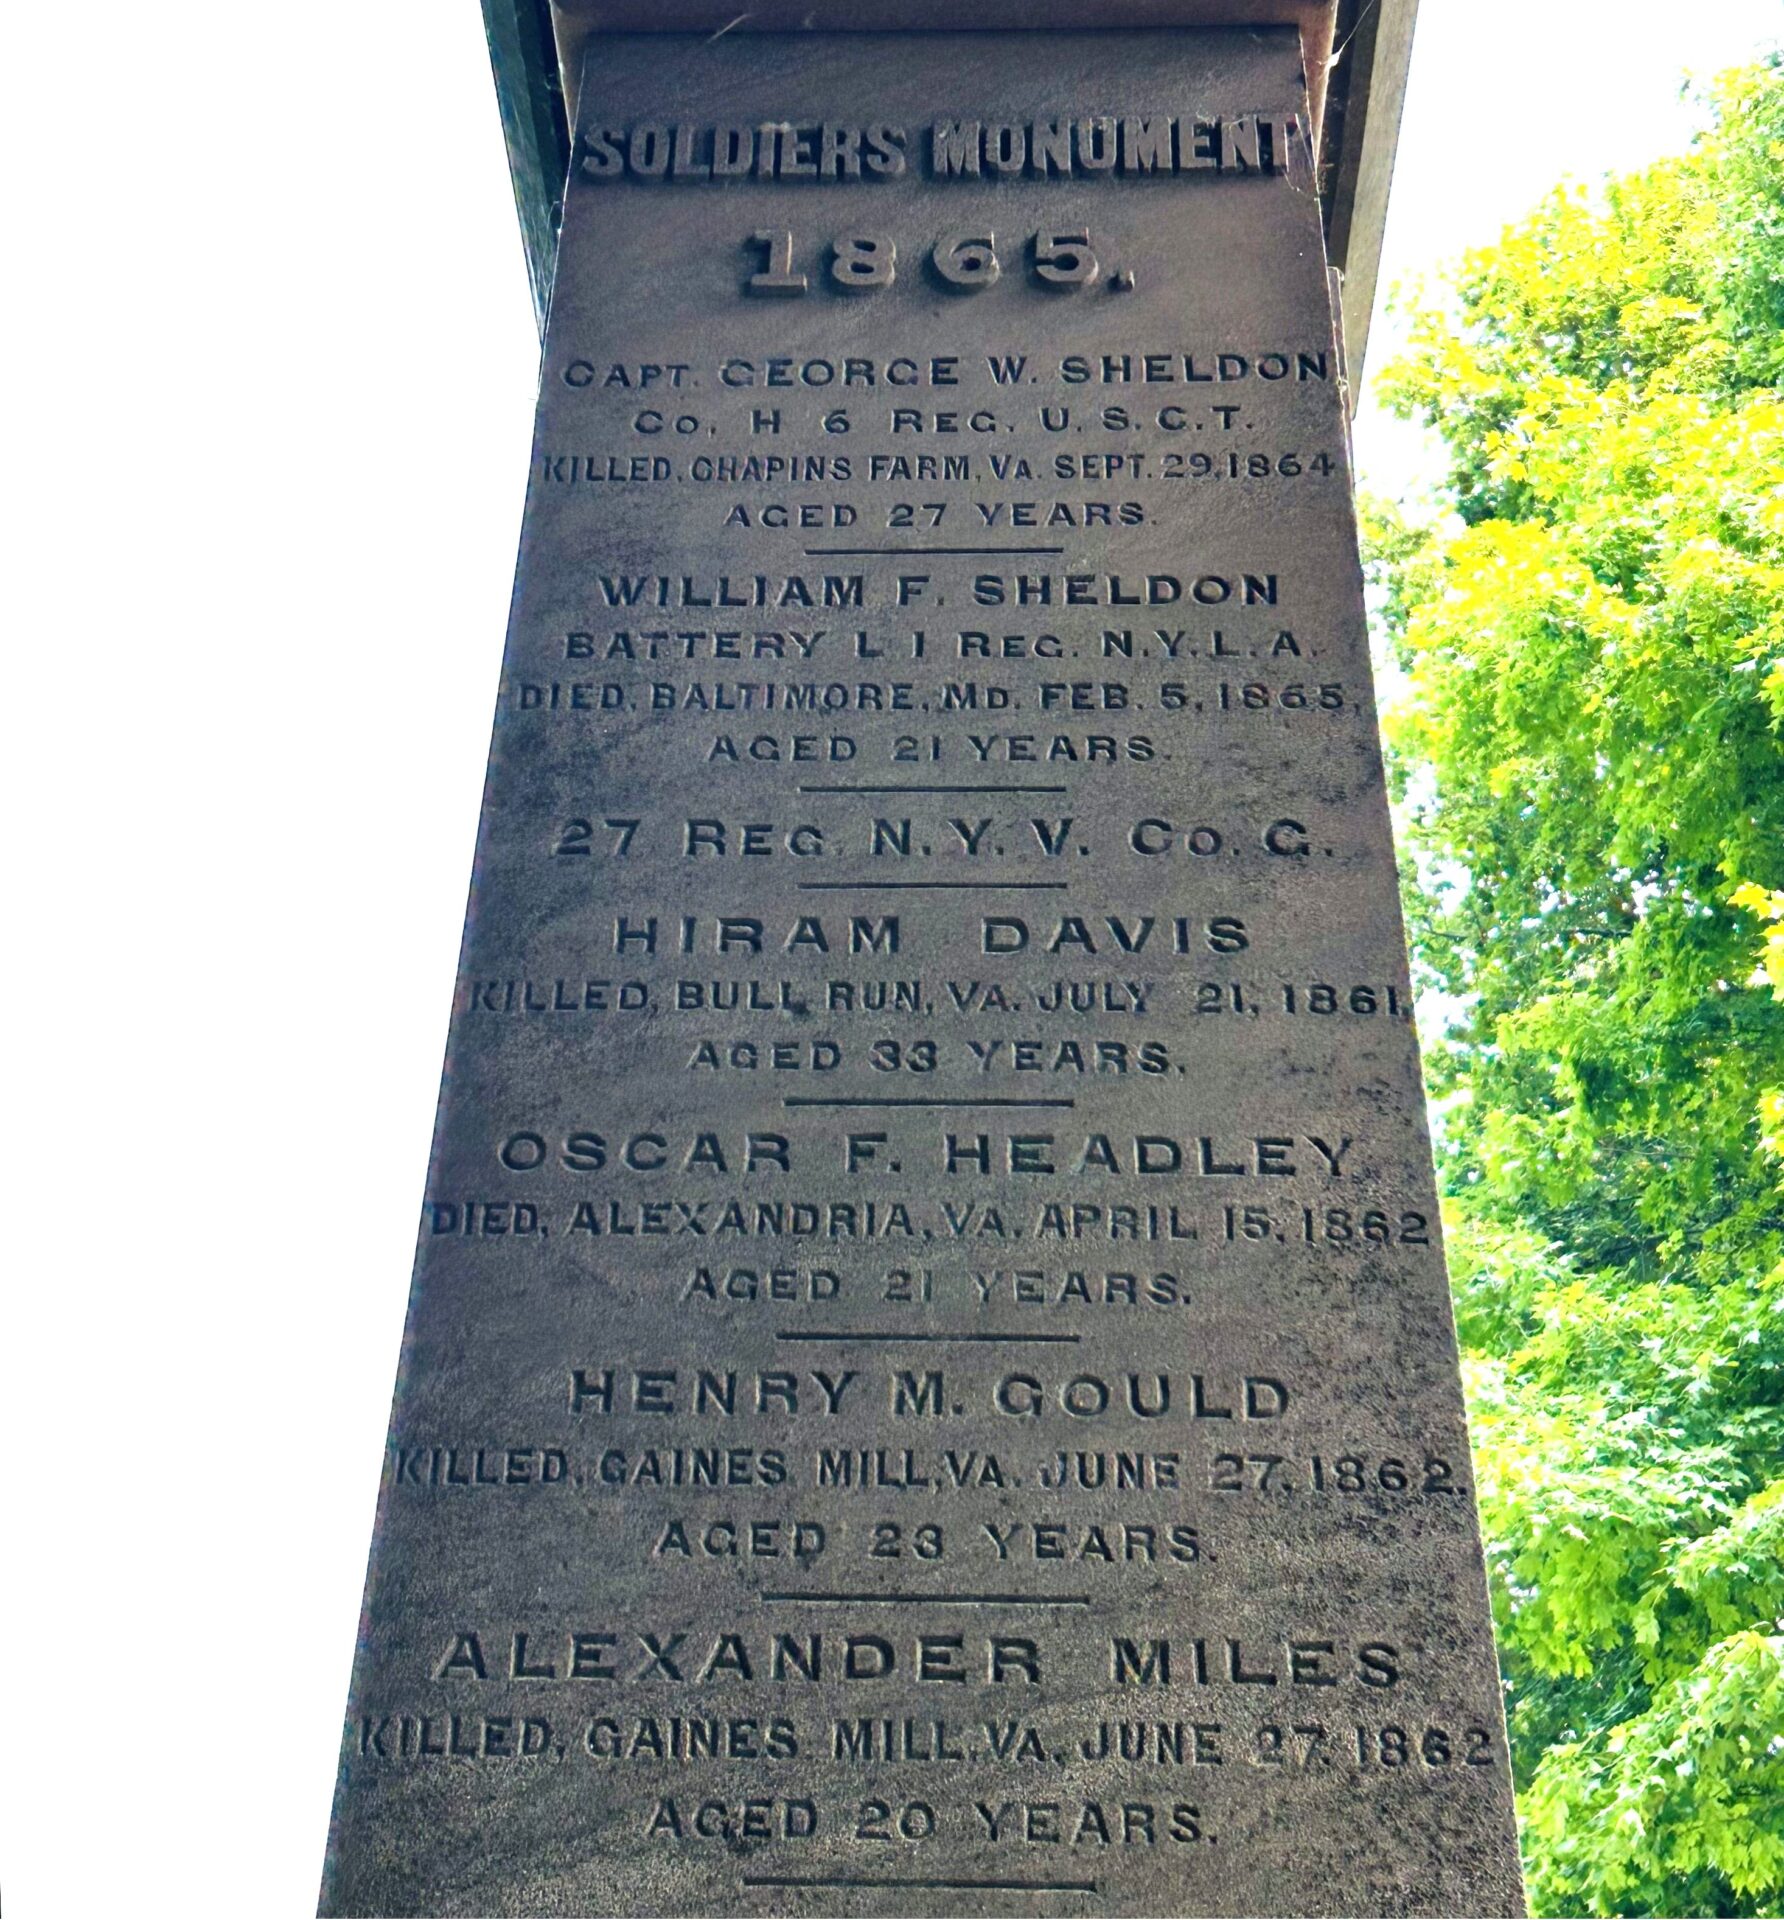 SOLDIERS MONUMENT
1865.
CAPT. GEORGE W. SHELDON
Co. H 6 REG. U.S.C.T.
KILLED, CHAPINS FARM, VA. SEPT. 29, 1864
AGED 27 YEARS.
WILLIAM F. SHELDON
BATTERY L 1 REG. N.Y.L.A.
DIED, BALTIMORE, MD. FEB. 5, 1865,
AGED 21 YEARS.
27 REG. N.Y.V. Co. G.
HIRAM DAVIS
KILLED, BULL RUN, VA. JULY 21, 1861.
AGED 33 YEARS.
OSCAR F. HEADLEY
DIED, ALEXANDRIA, VA. APRIL 15, 1862
AGED 21 YEARS.
HENRY M. GOULD
KILLED, GAINES MILL, VA. JUNE 27, 1862.
AGED 23 YEARS.
ALEXANDER MILES
KILLED, GAINES MILL, VA. JUNE 27, 1862
AGED 20 YEARS.